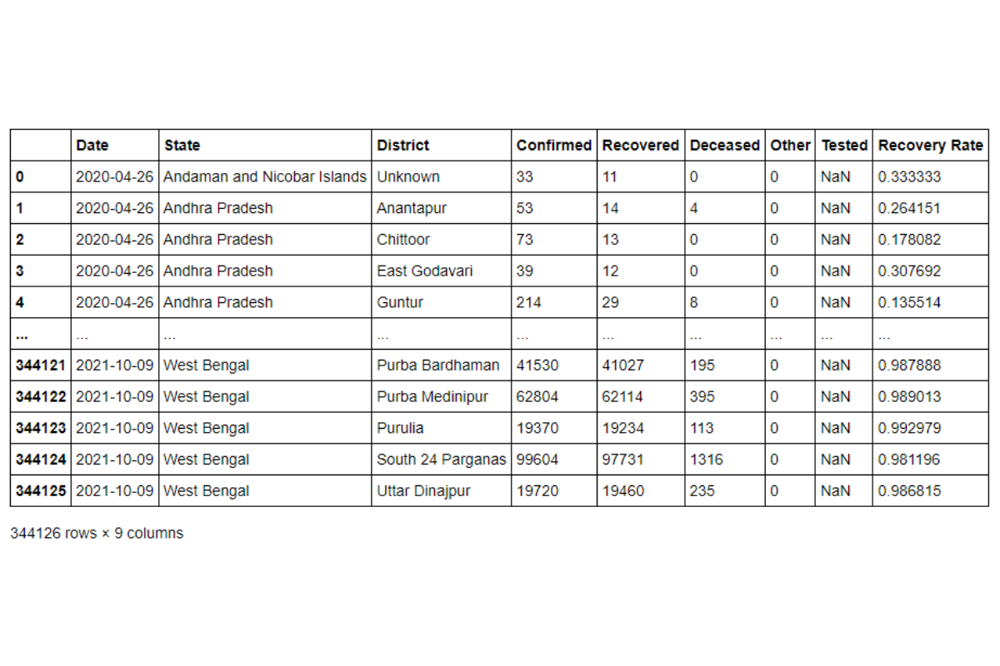 Date State District Confirmed Recovered Deceased Other Tested Recovery Rate
0 2020-04-26 Andaman and Nicobar Islands Unknown 33 11 0 0 NaN 0.333333
1 2020-04-26 Andhra Pradesh Anantapur 53 14 4 0 NaN 0.264151
2 2020-04-26 Andhra Pradesh Chittoor 73 13 0 0 NaN 0.178082
3 2020-04-26 Andhra Pradesh East Godavari 39 12 0 0 NaN 0.307692
4 2020-04-26 Andhra Pradesh Guntur 214 29 8 0 NaN 0.135514
... ... ... ... ... ... ... ... ... ...
344121 2021-10-09 West Bengal Purba Bardhaman 41530 41027 195 0 NaN 0.987888
344122 2021-10-09 West Bengal Purba Medinipur 62804 62114 395 0 NaN 0.989013
344123 2021-10-09 West Bengal Purulia 19370 19234 113 0 NaN 0.992979
344124 2021-10-09 West Bengal South 24 Parganas 99604 97731 1316 0 NaN 0.981196
344125 2021-10-09 West Bengal Uttar Dinajpur 19720 19460 235 0 NaN 0.986815
344126 rows × 9 columns